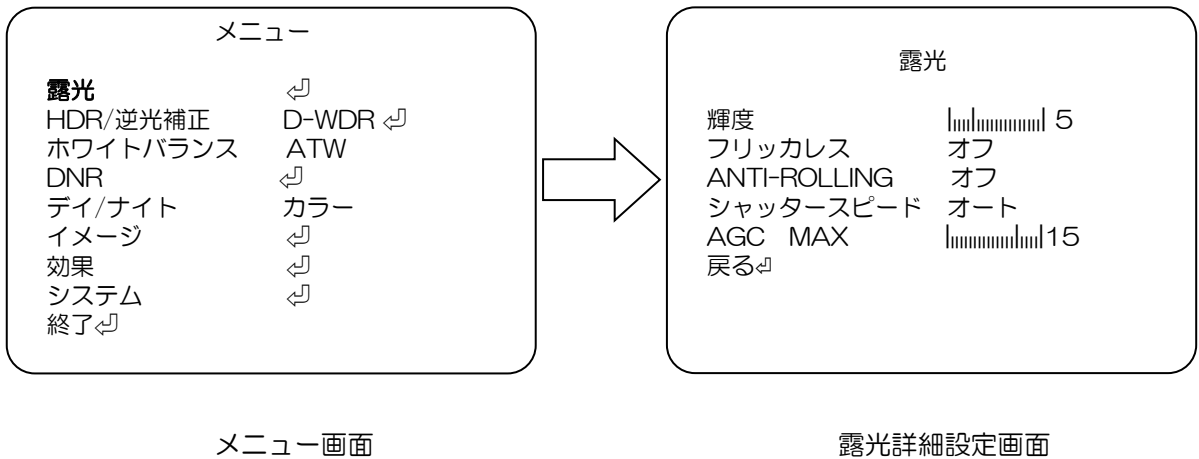 メニュー
露光 ⏎
HDR/逆光補正 D-WDR ⏎
ホワイトバランス ATW
DNR ⏎
デイ/ナイト カラー
イメージ ⏎
効果 ⏎
システム ⏎
終了⏎
メニュー画面
露光
輝度 5
フリッカレス オフ
ANTI-ROLLING オフ
シャッタースピード オート
AGC MAX 15
戻る⏎
露光詳細設定画面